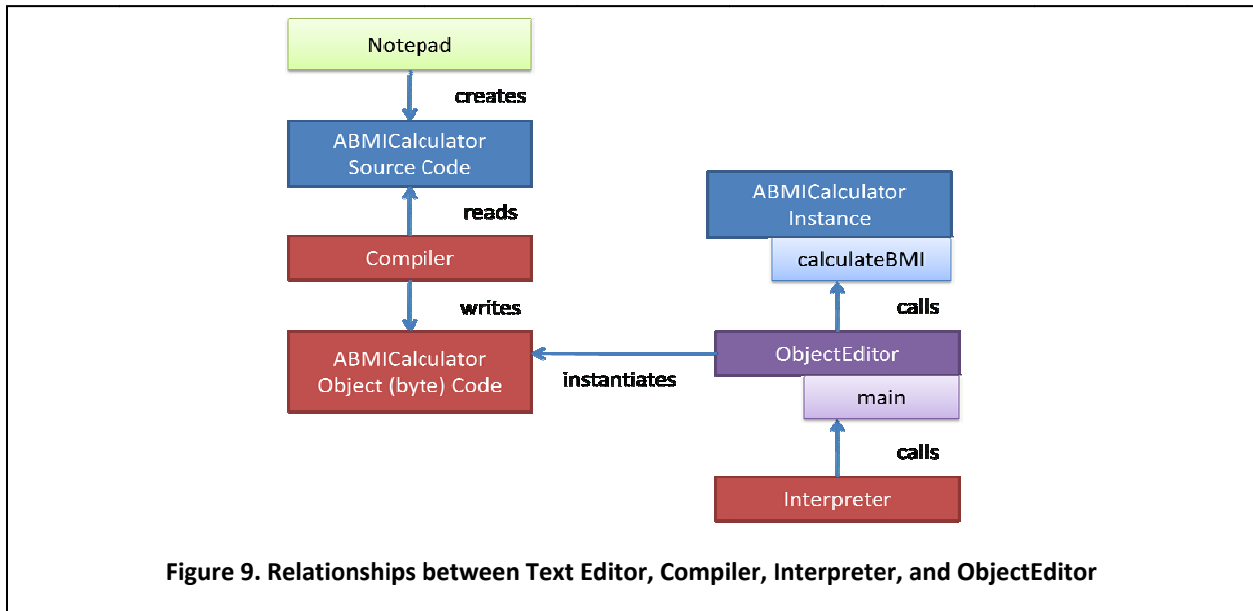 Notepad
creates
ABMICalculator
Source Code
reads
Compiler
writes
ABMICalculator
Object (byte) Code
instantiates
ABMICalculator
Instance
calculateBMI
calls
ObjectEditor
main
calls
Interpreter
Figure 9. Relationships between Text Editor, Compiler, Interpreter, and ObjectEditor